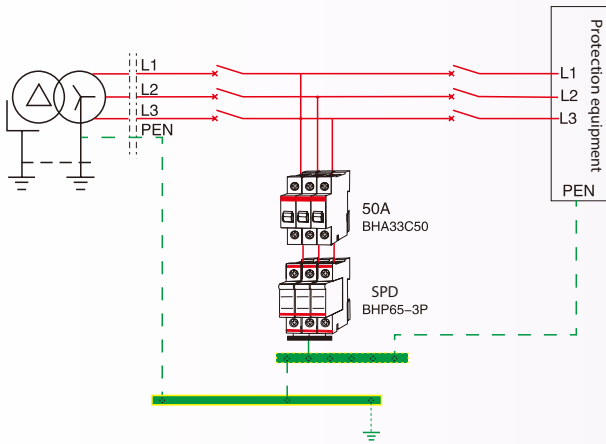 L1
L2
L3
PEN
L1
L2
L3
Protection equipment
PEN
50A
BHA33C50
SPD
BHP65-3P